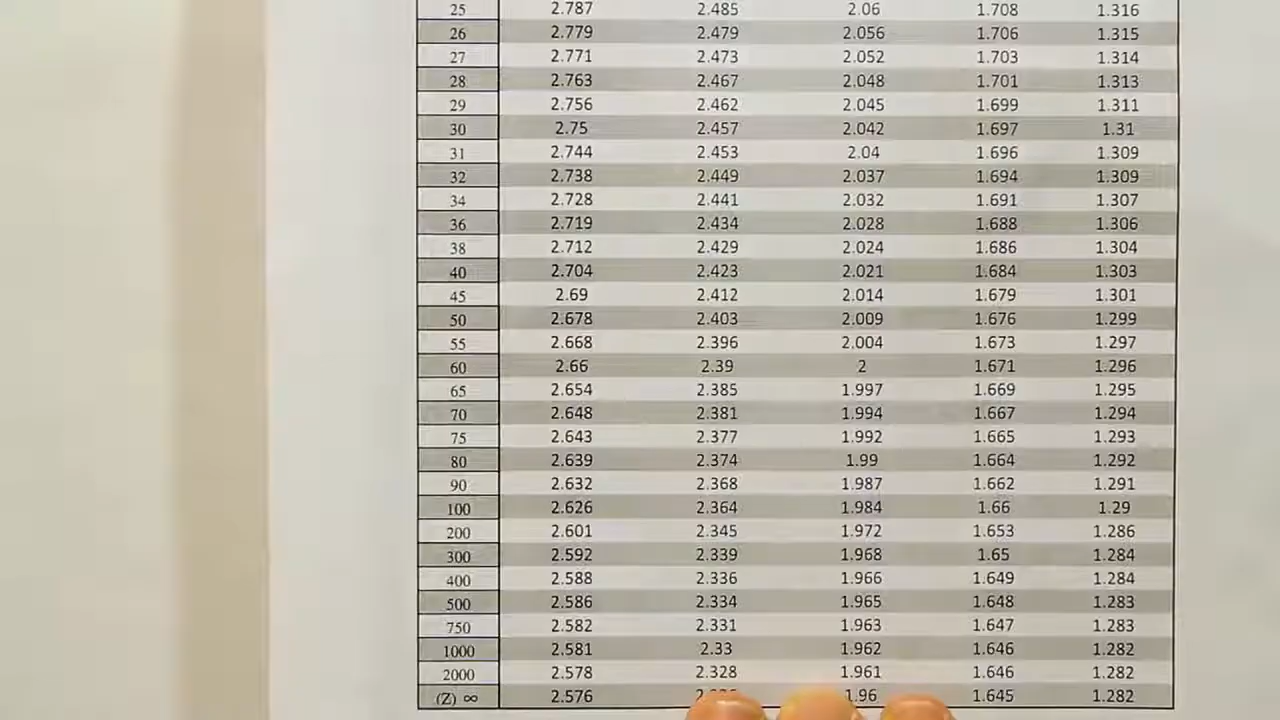 25 2.787 2.485 2.06 1.708 1.316
26 2.779 2.479 2.056 1.706 1.315
27 2.771 2.473 2.052 1.703 1.314
28 2.763 2.467 2.048 1.701 1.313
29 2.756 2.462 2.045 1.699 1.311
30 2.75 2.457 2.042 1.697 1.31
31 2.744 2.453 2.04 1.696 1.309
32 2.738 2.449 2.037 1.694 1.309
34 2.728 2.441 2.032 1.691 1.307
36 2.719 2.434 2.028 1.688 1.306
38 2.712 2.429 2.024 1.686 1.304
40 2.704 2.423 2.021 1.684 1.303
45 2.69 2.412 2.014 1.679 1.301
50 2.678 2.403 2.009 1.676 1.299
55 2.668 2.396 2.004 1.673 1.297
60 2.66 2.39 2 1.671 1.296
65 2.654 2.385 1.997 1.669 1.295
70 2.648 2.381 1.994 1.667 1.294
75 2.643 2.377 1.992 1.665 1.293
80 2.639 2.374 1.99 1.664 1.292
90 2.632 2.368 1.987 1.662 1.291
100 2.626 2.364 1.984 1.66 1.29
200 2.601 2.345 1.972 1.653 1.286
300 2.592 2.339 1.968 1.65 1.284
400 2.588 2.336 1.966 1.649 1.284
500 2.586 2.334 1.965 1.648 1.283
750 2.582 2.331 1.963 1.647 1.283
1000 2.581 2.33 1.962 1.646 1.282
2000 2.578 2.328 1.961 1.646 1.282
(Z) ∞ 2.576 1.96 1.645 1.282